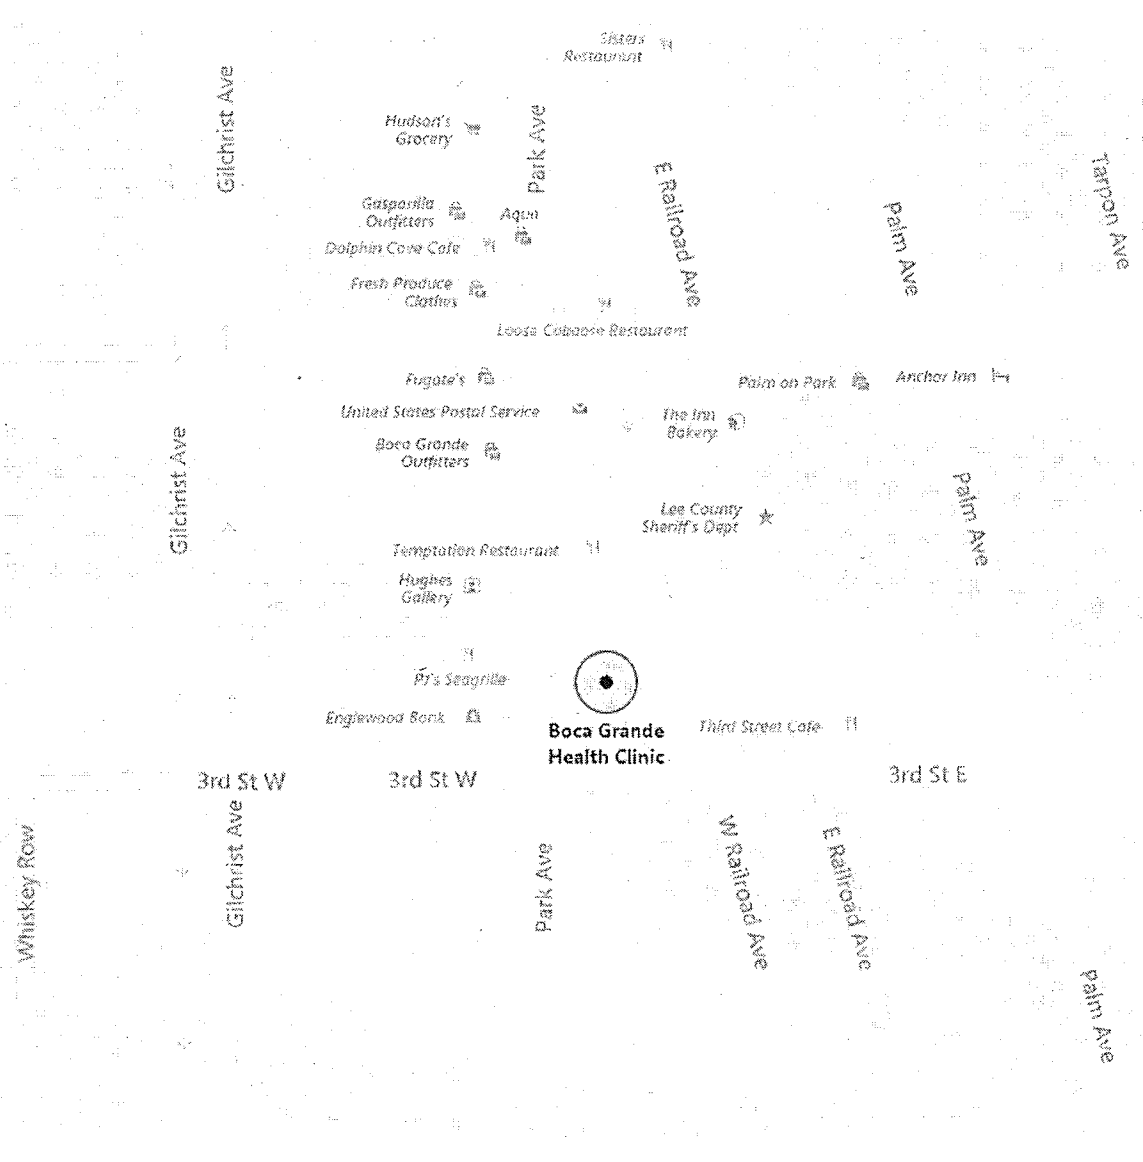 Sisters
Restaurant
Gilchrist Ave
Hudson's
Grocery
Park Ave
E Railroad Ave
Tarpon Ave
Palm Ave
Gasparilla
Outfitters
Aqua
Dolphin Cove Cafe
Fresh Produce
Clothes
Loose Caboose Restaurant
Fugate's
Palm on Park
Anchor Inn
United States Postal Service
The Inn
Bakery
Boca Grande
Outfitters
Gilchrist Ave
Palm Ave
Lee County
Sheriff's Dept
Temptation Restaurant
Hughes
Gallery
PJ's Seagrille
Englewood Bank
Boca Grande
Health Clinic
Third Street Cafe
3rd St W
3rd St W
3rd St E
Whiskey Row
Gilchrist Ave
Park Ave
W Railroad Ave
E Railroad Ave
Palm Ave